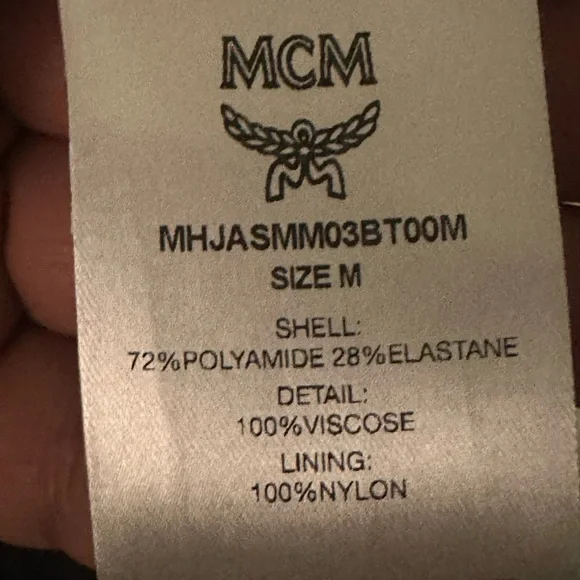 MCM
MHJASMM03BT00M
SIZE M
SHELL:
72%POLYAMIDE 28%ELASTANE
DETAIL:
100%VISCOSE
LINING:
100%NYLON